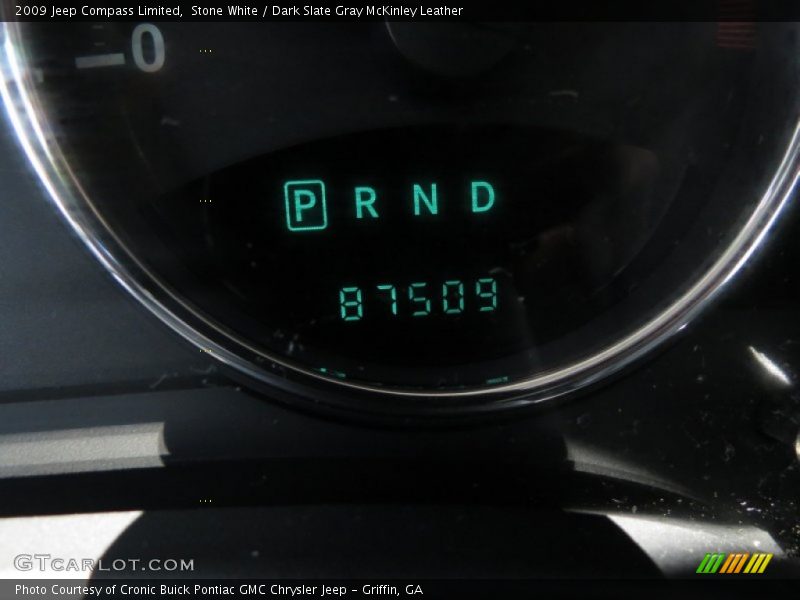 2009 Jeep Compass Limited,  Stone White / Dark Slate Gray McKinley Leather
0
P R N D
87509
GTCARLOT.COM
Photo Courtesy of Cronic Buick Pontiac GMC Chrysler Jeep - Griffin, GA